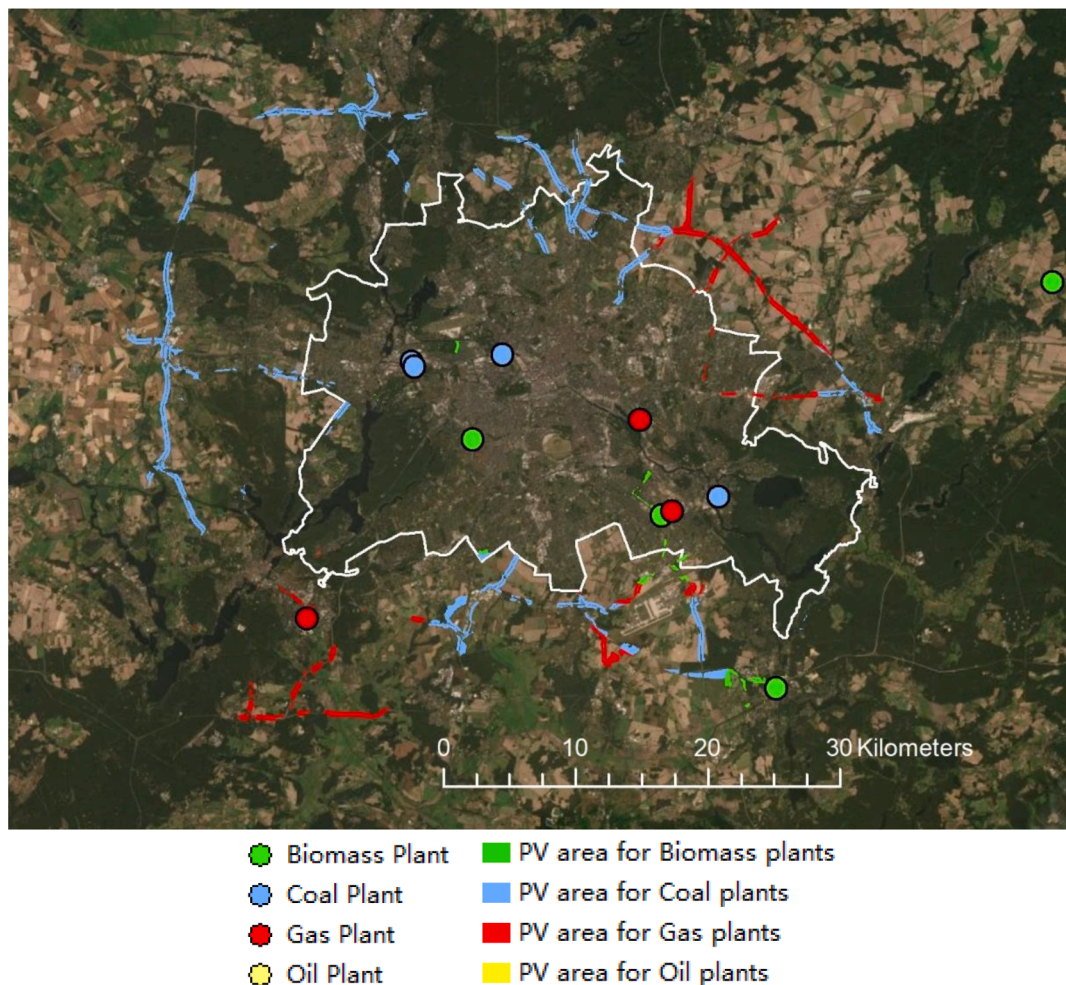 0 10 20 30 Kilometers
Biomass Plant PV area for Biomass plants
Coal Plant PV area for Coal plants
Gas Plant PV area for Gas plants
Oil Plant PV area for Oil plants